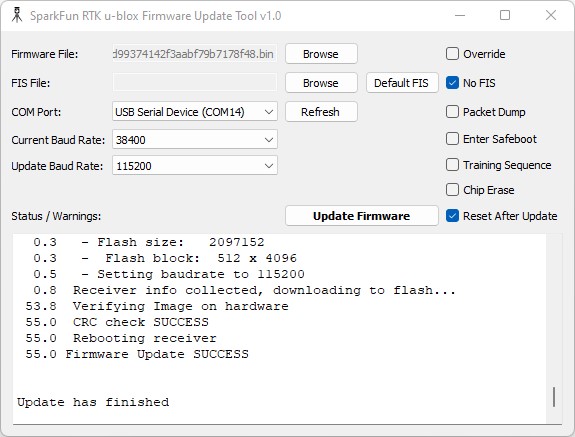 SparkFun RTK u-blox Firmware Update Tool v1.0
Firmware File: d99374142f3aabf79b7178f48.bin Browse Override
FIS File: Browse Default FIS No FIS
COM Port: USB Serial Device (COM14) Refresh Packet Dump
Current Baud Rate: 38400 Enter Safeboot
Update Baud Rate: 115200 Training Sequence
Chip Erase
Status / Warnings: Update Firmware Reset After Update
0.3 - Flash size: 2097152
0.3 - Flash block: 512 x 4096
0.5 - Setting baudrate to 115200
0.8 Receiver info collected, downloading to flash...
53.8 Verifying Image on hardware
55.0 CRC check SUCCESS
55.0 Rebooting receiver
55.0 Firmware Update SUCCESS
Update has finished